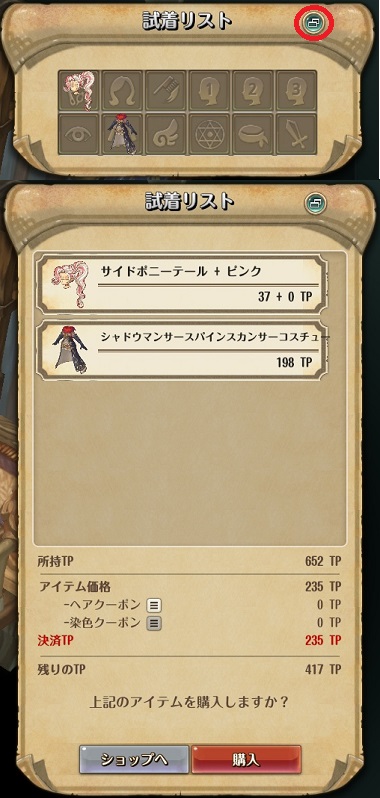 試着リスト
1 2 3
試着リスト
サイドポニーテール + ピンク
37 + 0 TP
シャドウマンサースパインスカンサーコスチュー
198 TP
所持TP 652 TP
アイテム価格 235 TP
-ヘアクーポン 0 TP
-染色クーポン 0 TP
決済TP 235 TP
残りのTP 417 TP
上記のアイテムを購入しますか？
ショップへ 購入